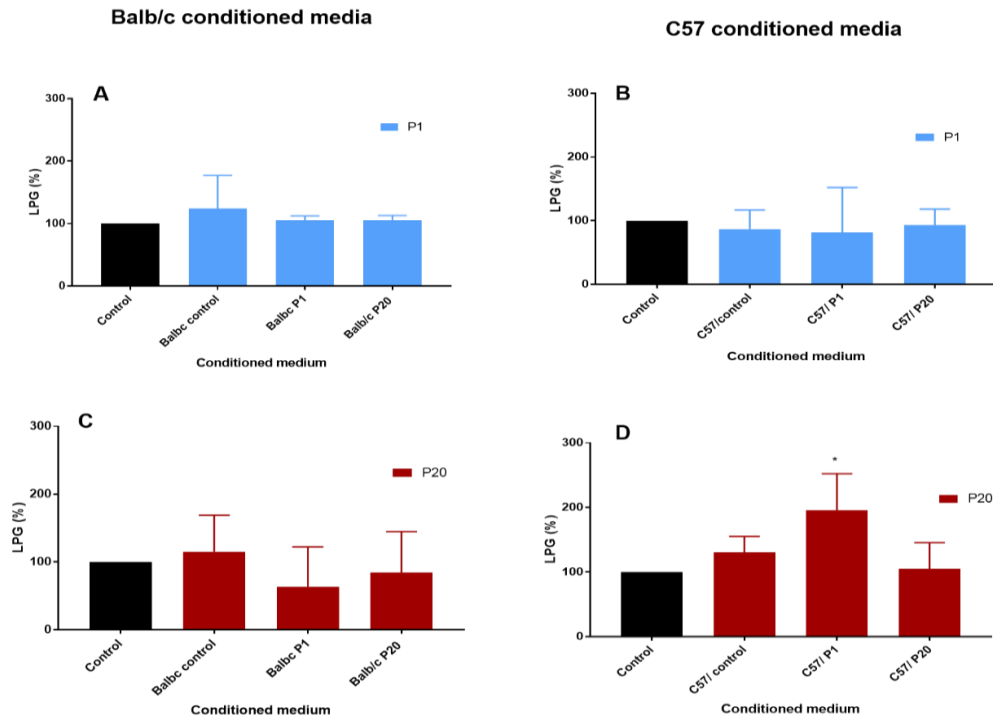 Balb/c conditioned media
C57 conditioned media
A
P1
LPG (%)
300
200
100
0
Control
Balbc control
Balbc P1
Balb/c P20
Conditioned medium
B
P1
LPG (%)
300
200
100
0
Control
C57/control
C57/ P1
C57/ P20
Conditioned medium
C
P20
LPG (%)
300
200
100
0
Control
Balbc control
Balbc P1
Balb/c P20
Conditioned medium
D
*
P20
LPG (%)
300
200
100
0
Control
C57/ control
C57/ P1
C57/ P20
Conditioned medium